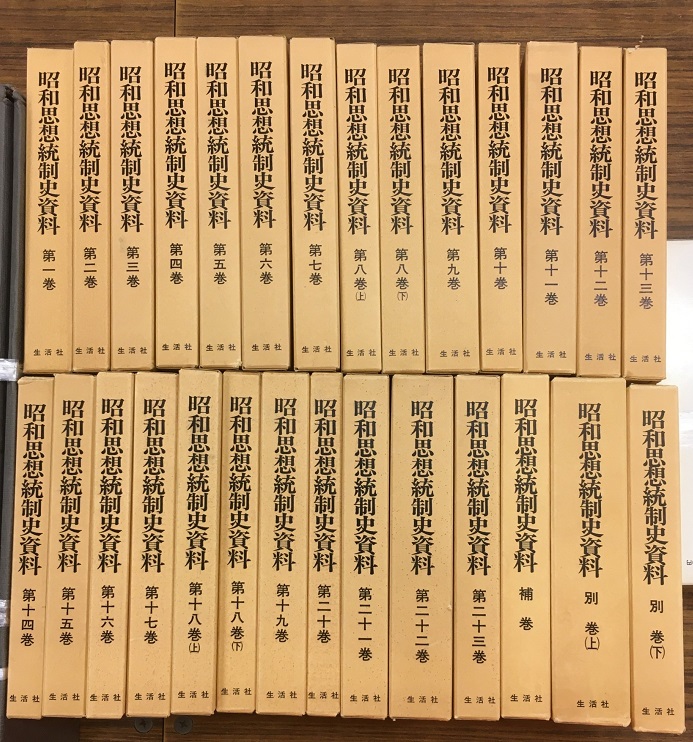 昭和思想統制史資料 第一巻 生活社
昭和思想統制史資料 第二巻 生活社
昭和思想統制史資料 第三巻 生活社
昭和思想統制史資料 第四巻 生活社
昭和思想統制史資料 第五巻 生活社
昭和思想統制史資料 第六巻 生活社
昭和思想統制史資料 第七巻 生活社
昭和思想統制史資料 第八巻(上) 生活社
昭和思想統制史資料 第八巻(下) 生活社
昭和思想統制史資料 第九巻 生活社
昭和思想統制史資料 第十巻 生活社
昭和思想統制史資料 第十一巻 生活社
昭和思想統制史資料 第十二巻 生活社
昭和思想統制史資料 第十三巻 生活社
昭和思想統制史資料 第十四巻 生活社
昭和思想統制史資料 第十五巻 生活社
昭和思想統制史資料 第十六巻 生活社
昭和思想統制史資料 第十七巻 生活社
昭和思想統制史資料 第十八巻(上) 生活社
昭和思想統制史資料 第十八巻(下) 生活社
昭和思想統制史資料 第十九巻 生活社
昭和思想統制史資料 第二十巻 生活社
昭和思想統制史資料 第二十一巻 生活社
昭和思想統制史資料 第二十二巻 生活社
昭和思想統制史資料 第二十三巻 生活社
昭和思想統制史資料 補巻 生活社
昭和思想統制史資料 別巻(上) 生活社
昭和思想統制史資料 別巻(下) 生活社